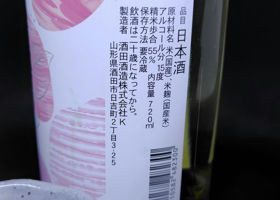 品目 日本酒
原材料名 米(国産)・米麹(国産米)
アルコール分 15度
精米歩合 55% 内容量 720ml
保存方法 要冷蔵
飲酒は二十歳になってから。
製造者 酒田酒造株式会社K
山形県酒田市日吉町2丁目3-25